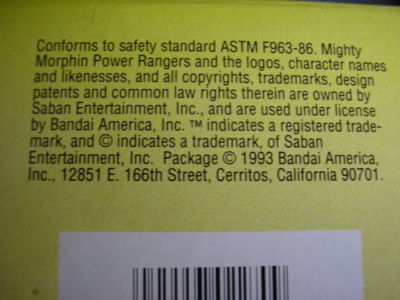 Conforms to safety standard ASTM F963-86. Mighty
Morphin Power Rangers and the logos, character names
and likenesses, and all copyrights, trademarks, design
patents and common law rights therein are owned by
Saban Entertainment, Inc., and are used under license
by Bandai America, Inc. ™ indicates a registered trade-
mark, and © indicates a trademark, of Saban
Entertainment, Inc. Package © 1993 Bandai America,
Inc., 12851 E. 166th Street, Cerritos, California 90701.